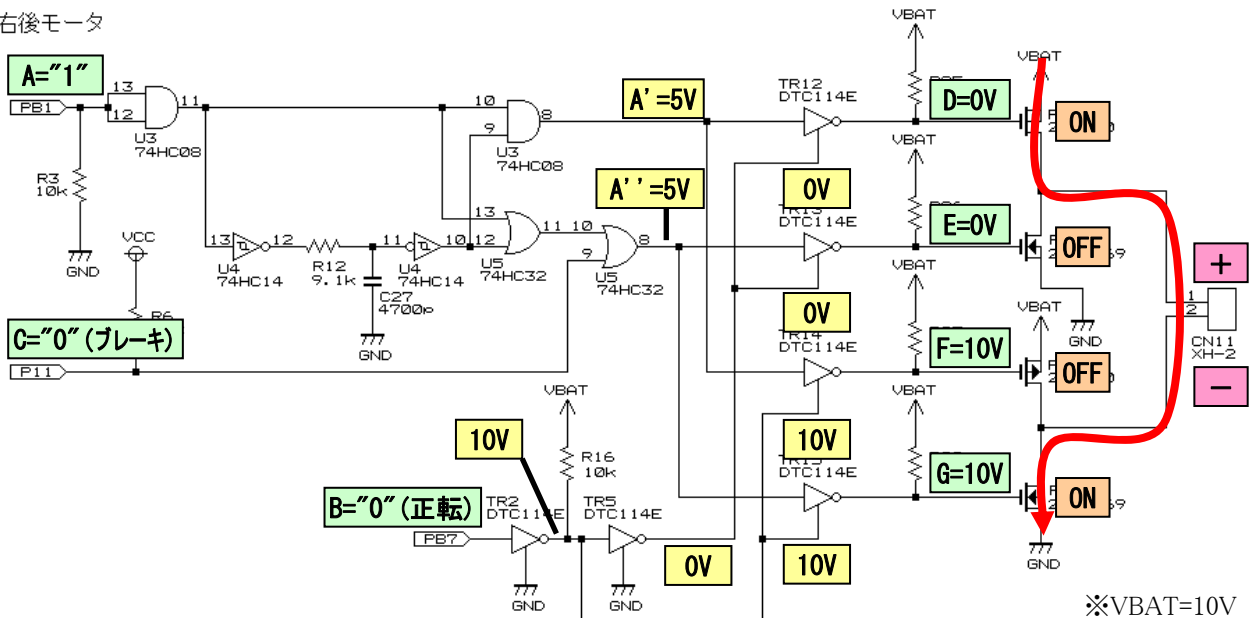 右後モータ
VBAT
VBAT
A="1"
PB1
13
12
11
U3
74HC08
R3
10k
GND
10
9
8
U3
74HC08
A'=5V
TR12
DTC114E
D=0V
ON
VBAT
A''=5V
0V
DTC114E
E=0V
OFF
VCC
13
12
U4
74HC14
R12
9.1k
11
10
U4
74HC14
C27
4700p
GND
13
12
11
U5
74HC32
10
9
8
U5
74HC32
VBAT
0V
TR14
DTC114E
F=10V
OFF
VBAT
GND
+
1
2
CN11
XH-2
−
R6
C="0"(ブレーキ)
P11
VBAT
R16
10k
10V
VBAT
10V
DTC114E
G=10V
ON
GND
B="0"(正転)
TR2
DTC114E
PB7
GND
TR5
DTC114E
GND
0V
10V
※VBAT=10V